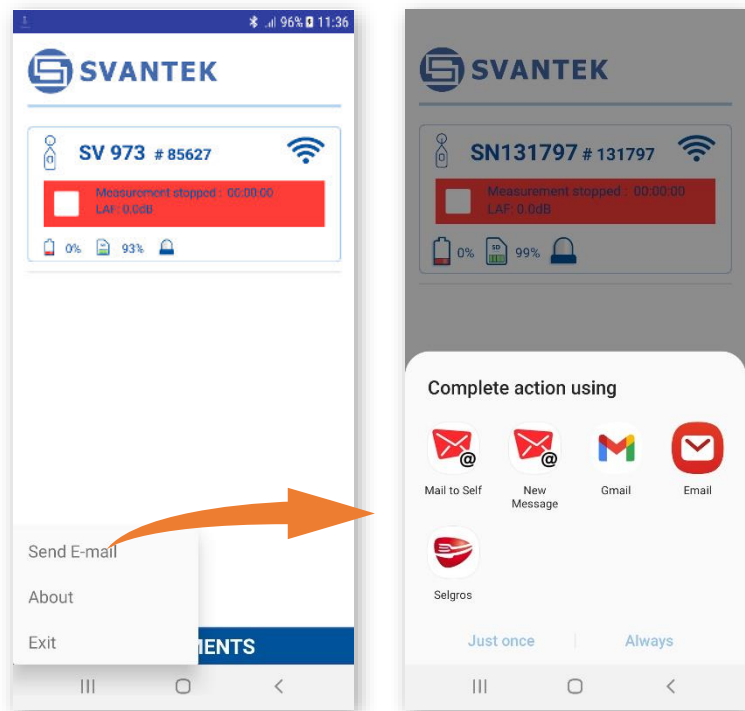 96% 11:36
SVANTEK
SV 973 # 85627
Measurement stopped : 00:00:00
LAF: 0.0dB
0% 93%
Send E-mail
About
Exit
IENTS
SVANTEK
SN131797 # 131797
Measurement stopped : 00:00:00
LAF: 0.0dB
0% SD 99%
Complete action using
Mail to Self
New
Message
Gmail
Email
Selgros
Just once
Always